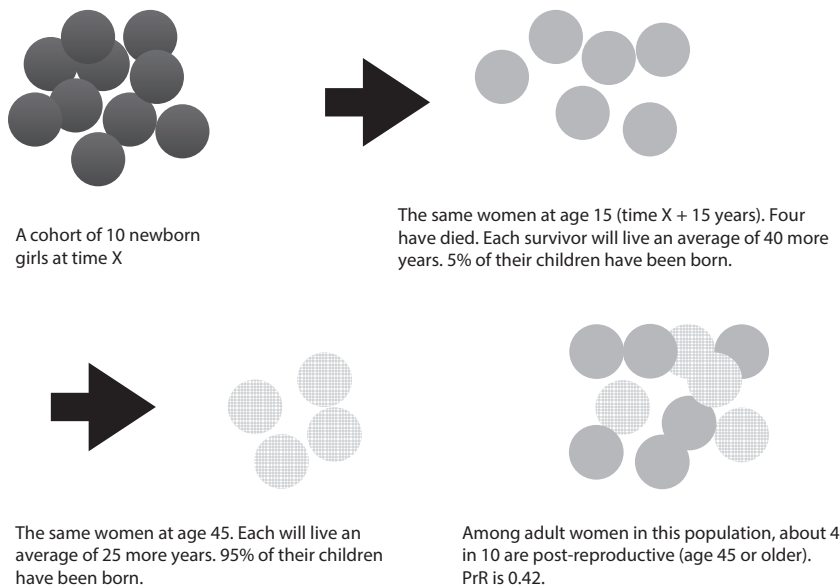 A cohort of 10 newborn
girls at time X
The same women at age 15 (time X + 15 years). Four
have died. Each survivor will live an average of 40 more
years. 5% of their children have been born.
The same women at age 45. Each will live an
average of 25 more years. 95% of their children
have been born.
Among adult women in this population, about 4
in 10 are post-reproductive (age 45 or older).
PrR is 0.42.